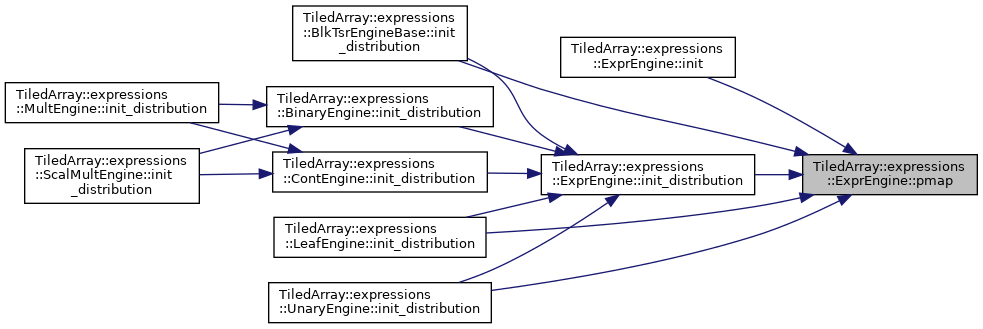 TiledArray::expressions
::BlkTsrEngineBase::init
_distribution
TiledArray::expressions
::ExprEngine::init
TiledArray::expressions
::MultEngine::init_distribution
TiledArray::expressions
::BinaryEngine::init_distribution
TiledArray::expressions
::ScalMultEngine::init
_distribution
TiledArray::expressions
::ContEngine::init_distribution
TiledArray::expressions
::ExprEngine::init_distribution
TiledArray::expressions
::ExprEngine::pmap
TiledArray::expressions
::LeafEngine::init_distribution
TiledArray::expressions
::UnaryEngine::init_distribution